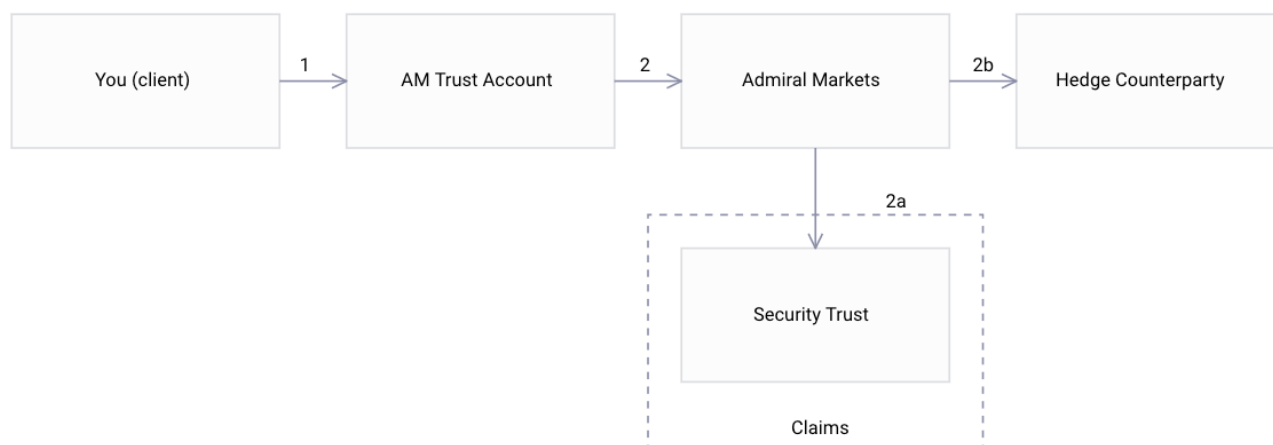 You (client)
1
AM Trust Account
2
Admiral Markets
2b
Hedge Counterparty
2a
Security Trust
Claims